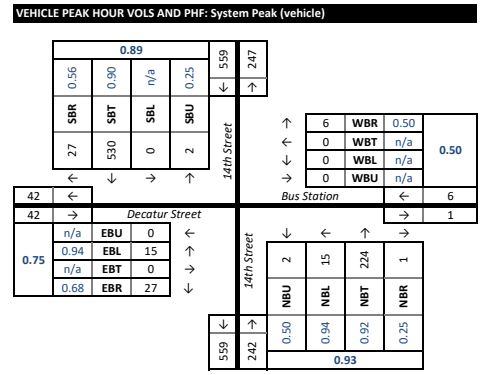 VEHICLE PEAK HOUR VOLS AND PHF: System Peak (vehicle)
0.89
0.56 0.90 n/a 0.25
SBR SBT SBL SBU
27 530 0 2
← ↓ → ↑
559 247
↓ ↑
14th Street
↑ 6 WBR 0.50
← 0 WBT n/a
↓ 0 WBL n/a
→ 0 WBU n/a
0.50
42 ←
Bus Station ← 6
42 → Decatur Street
→ 1
n/a EBU 0 ←
0.94 EBL 15 ↑
n/a EBT 0 →
0.68 EBR 27 ↓
0.75
14th Street
↓ ← ↑ →
2 15 224 1
NBU NBL NBT NBR
0.50 0.94 0.92 0.25
0.93
↓ ↑
559 242